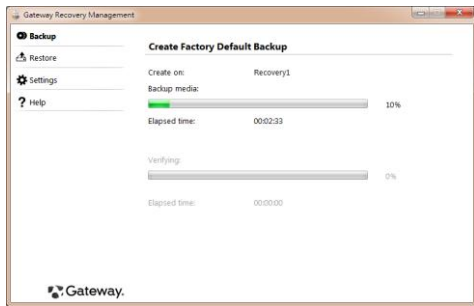 Gateway Recovery Management
Backup
Restore
Settings
? Help
Create Factory Default Backup
Create on: Recovery1
Backup media:
10%
Elapsed time: 00:02:33
Verifying:
0%
Elapsed time: 00:00:00
Gateway.